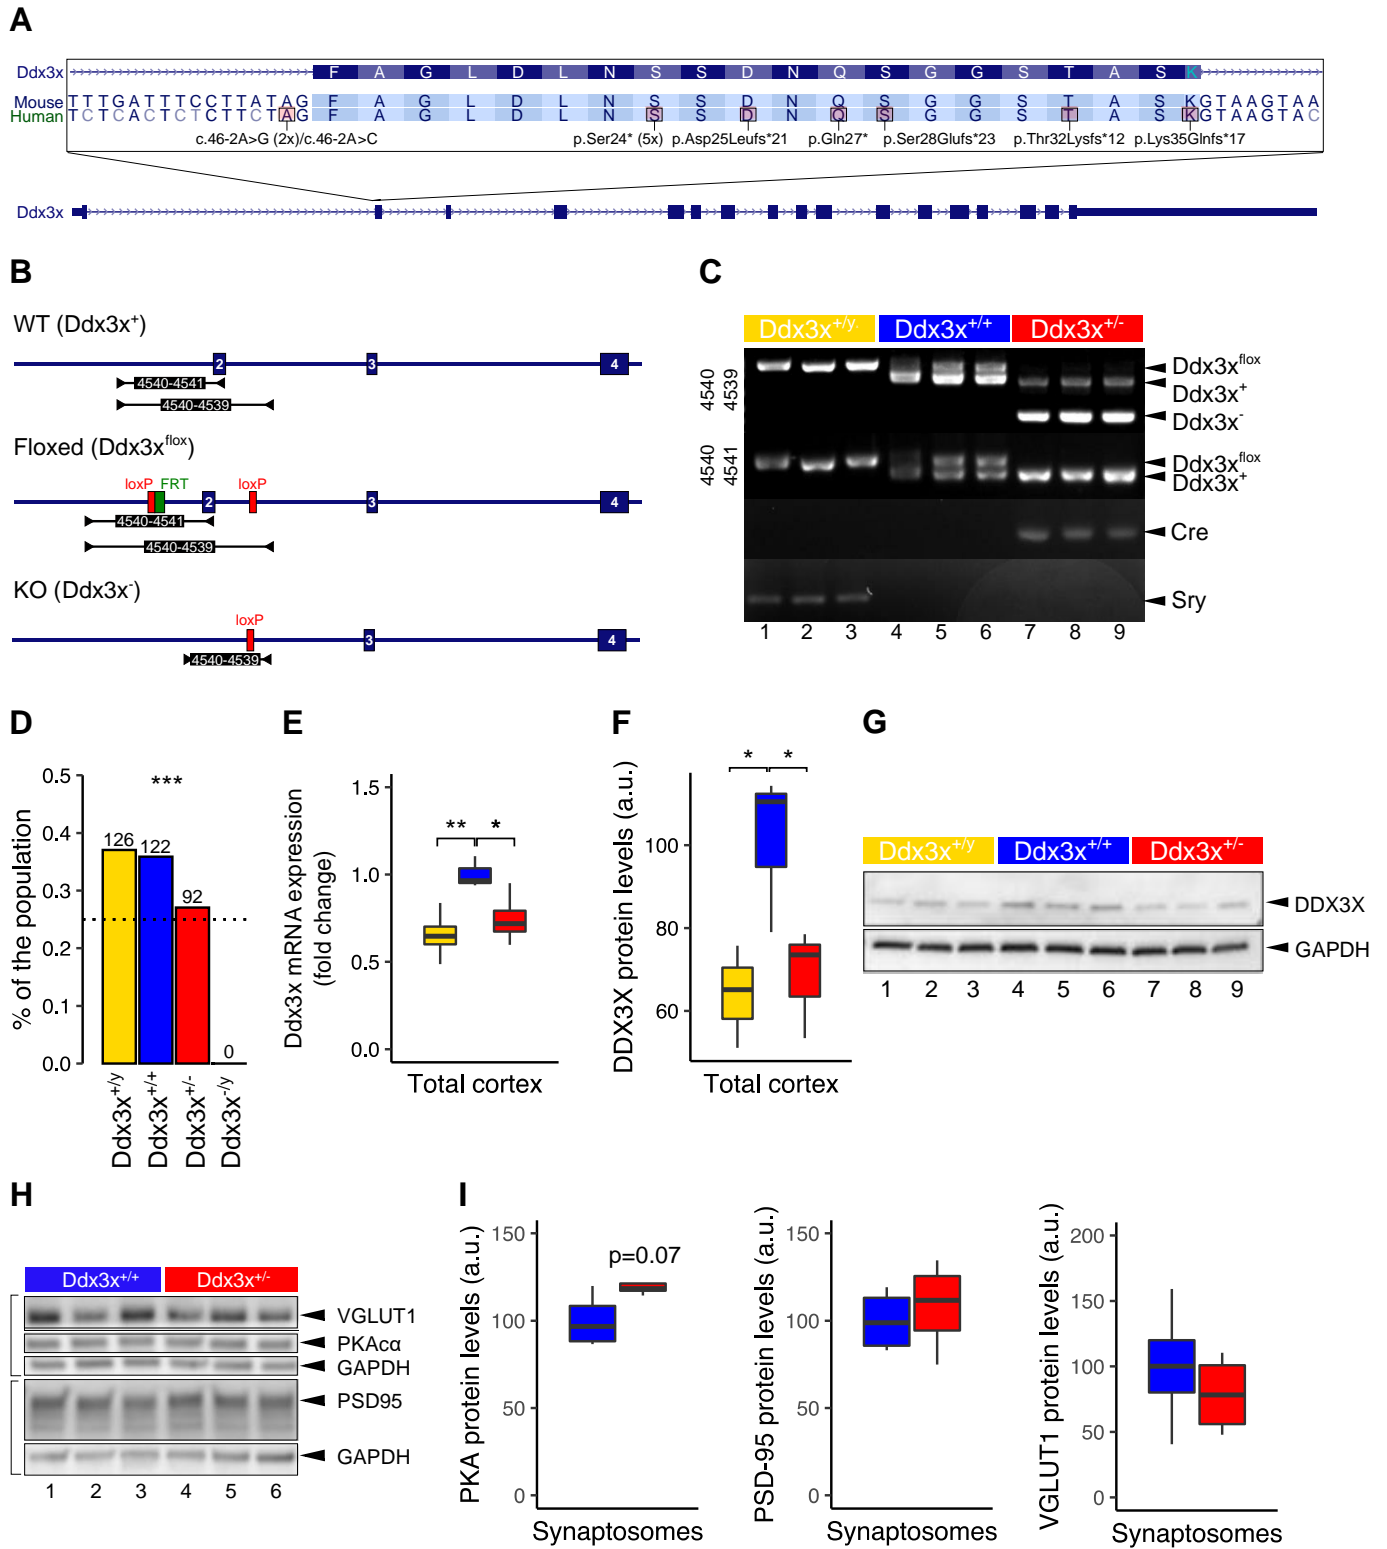 A
Ddx3x F A G L D L N S S D N Q S G G S T A S K
Mouse T T T G A T T T C C T T A T A G F A G L D L N S S D N Q S G G S T A S K G T A A G T A A
Human T C T C A C T C T C T T C T A G F A G L D L N S S D N Q S G G S T A S K G T A A G T A C
c.46-2A>G (2x)/c.46-2A>C p.Ser24* (5x) p.Asp25Leufs*21 p.Gln27* p.Ser28Glufs*23 p.Thr32Lysfs*12 p.Lys35Glnfs*17
Ddx3x
B
WT (Ddx3x+)
2 3 4
4540-4541
4540-4539
Floxed (Ddx3xflox)
loxP FRT loxP
2 3 4
4540-4541
4540-4539
KO (Ddx3x-)
loxP
3 4
4540-4539
C
Ddx3x+/y. Ddx3x+/+ Ddx3x+/-
4540
4539
Ddx3xflox
Ddx3x+
Ddx3x-
4540
4541
Ddx3xflox
Ddx3x+
Cre
Sry
1 2 3 4 5 6 7 8 9
D
% of the population
0.5
0.4
0.3
0.2
0.1
0.0
***
126
122
92
0
Ddx3x+/y
Ddx3x+/+
Ddx3x+/-
Ddx3x-/y
E
Ddx3x mRNA expression
(fold change)
1.5
1.0
0.5
0.0
** *
Total cortex
F
DDX3X protein levels (a.u.)
100
80
60
* *
Total cortex
G
Ddx3x+/y Ddx3x+/+ Ddx3x+/-
DDX3X
GAPDH
1 2 3 4 5 6 7 8 9
H
Ddx3x+/+ Ddx3x+/-
VGLUT1
PKAcα
GAPDH
PSD95
GAPDH
1 2 3 4 5 6
I
PKA protein levels (a.u.)
150
100
50
0
p=0.07
Synaptosomes
PSD-95 protein levels (a.u.)
150
100
50
0
Synaptosomes
VGLUT1 protein levels (a.u.)
200
150
100
50
0
Synaptosomes